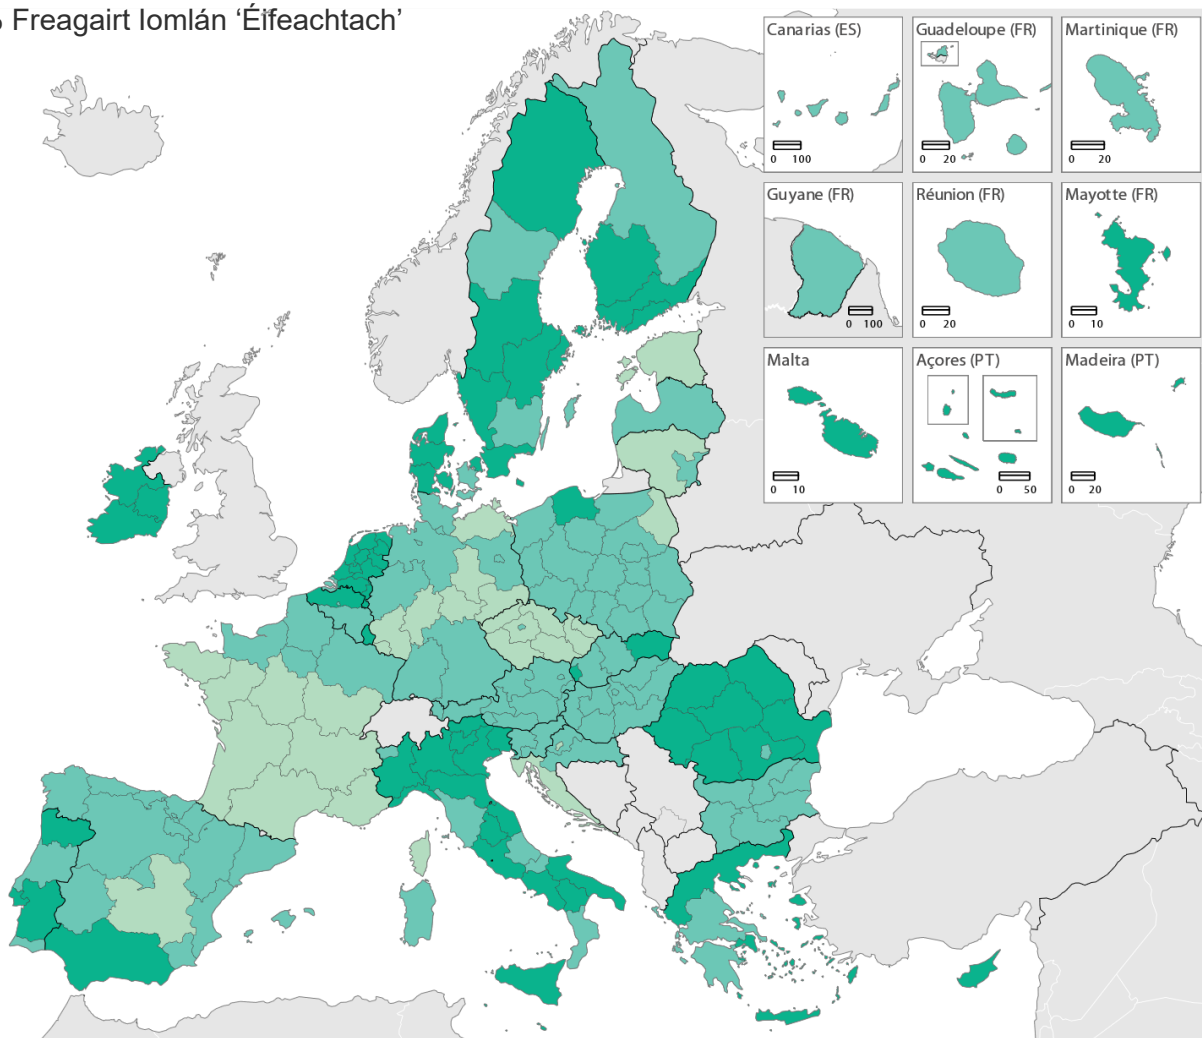 Freagairt Iomlán ‘Éifeachtach’
Canarias (ES)
0 100
Guadeloupe (FR)
0 20
Martinique (FR)
0 20
Guyane (FR)
0 100
Réunion (FR)
0 20
Mayotte (FR)
0 10
Malta
0 10
Açores (PT)
0 50
Madeira (PT)
0 20